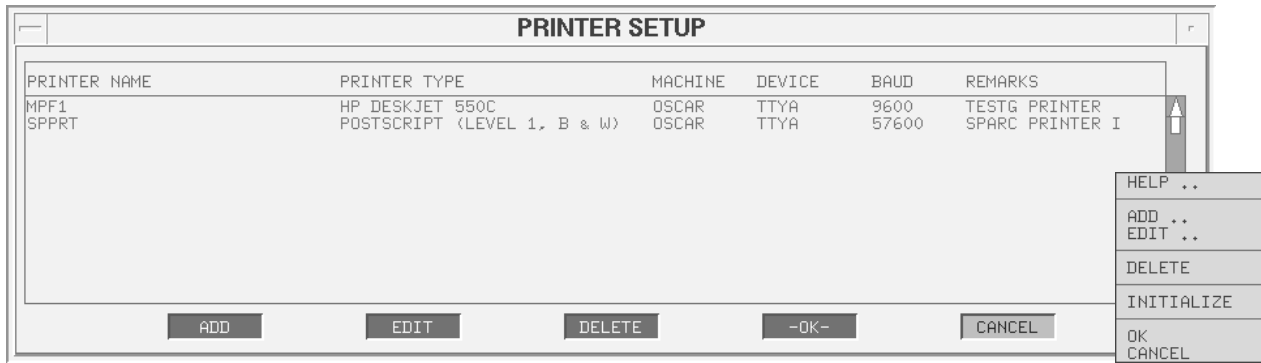 PRINTER SETUP
PRINTER NAME PRINTER TYPE MACHINE DEVICE BAUD REMARKS
MPF1 HP DESKJET 550C OSCAR TTYA 9600 TESTG PRINTER
SPPRT POSTSCRIPT (LEVEL 1, B & W) OSCAR TTYA 57600 SPARC PRINTER I
HELP ..
ADD ..
EDIT ..
DELETE
INITIALIZE
OK
CANCEL
ADD EDIT DELETE -OK- CANCEL